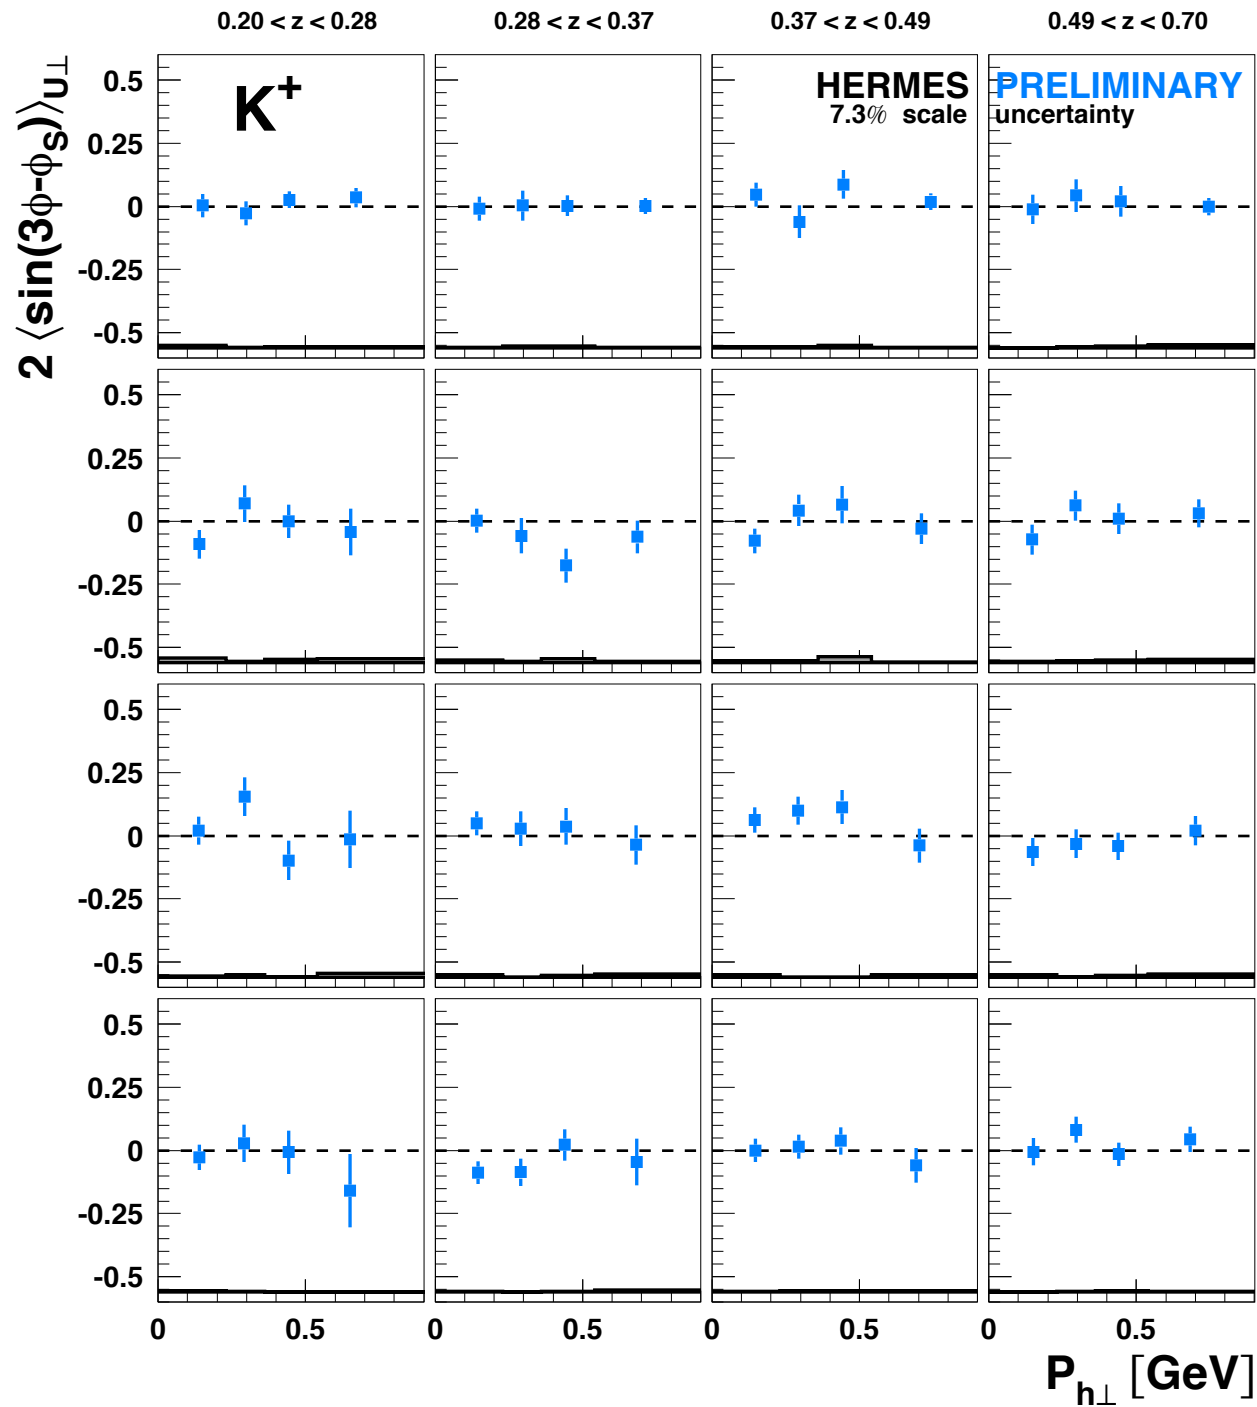 0.20 < z < 0.28 0.28 < z < 0.37 0.37 < z < 0.49 0.49 < z < 0.70
2 ⟨sin(3ϕ-ϕS)⟩U⊥
K+
HERMES PRELIMINARY
7.3% scale uncertainty
0.5
0.25
0
-0.25
-0.5
0.5
0.25
0
-0.25
-0.5
0.5
0.25
0
-0.25
-0.5
0.5
0.25
0
-0.25
-0.5
0 0.5 0 0.5 0 0.5 0 0.5
Ph⊥ [GeV]